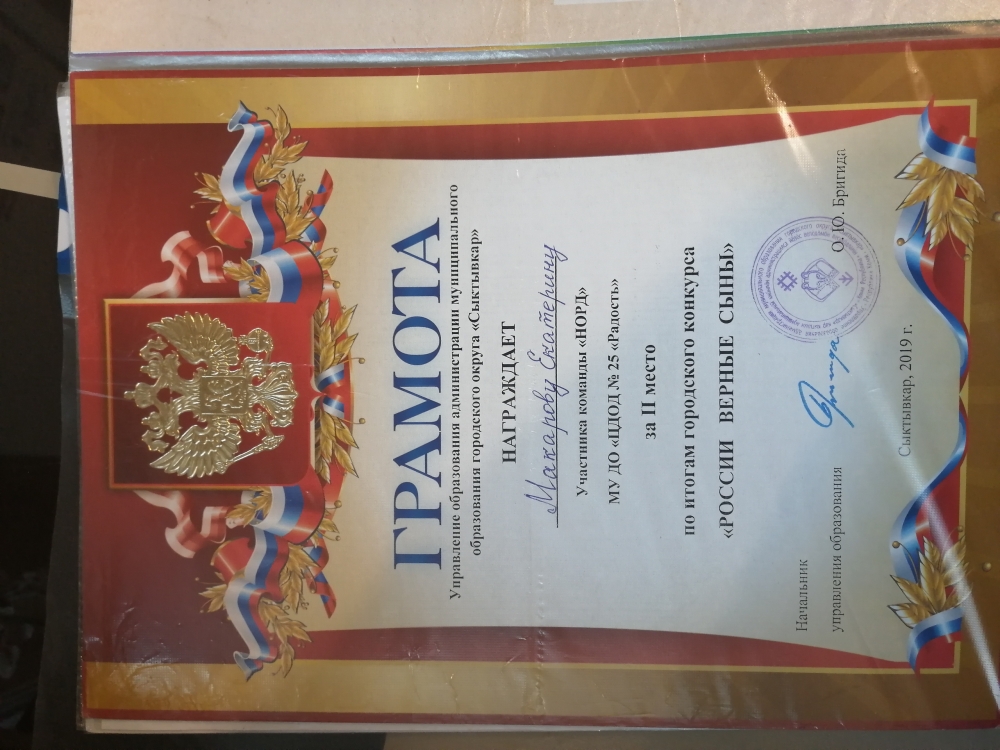 ГРАМОТА
Управление образования администрации муниципального
образования городского округа «Сыктывкар»
НАГРАЖДАЕТ
Макарову Екатерину
Участника команды «НОРД»
МУ ДО «ЦДОД № 25 «Радость»
за II место
по итогам городского конкурса
«РОССИИ ВЕРНЫЕ СЫНЫ»
Начальник
управления образования О. Ю. Бригида
Сыктывкар, 2019 г.